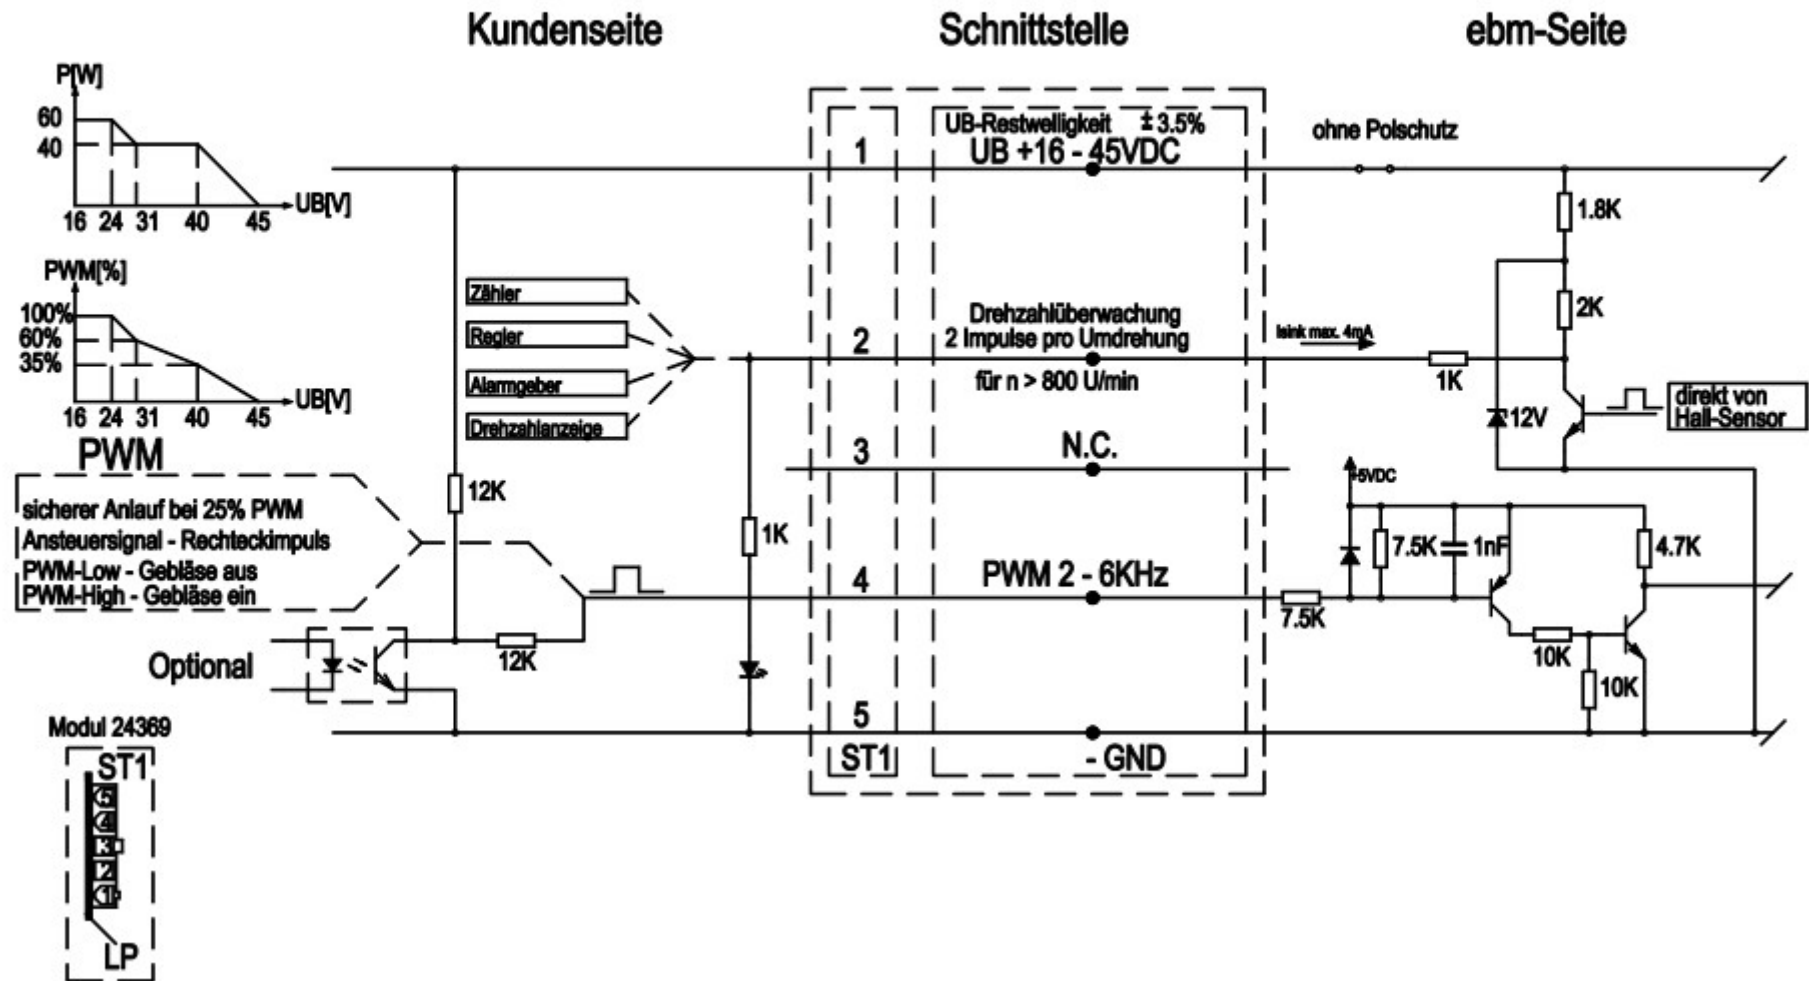 Kundenseite
Schnittstelle
ebm-Seite
P[W]
60
40
16 24 31 40 45
UB[V]
PWM[%]
100%
60%
35%
16 24 31 40 45
UB[V]
PWM
sicherer Anlauf bei 25% PWM
Ansteuersignal - Rechteckimpuls
PWM-Low - Gebläse aus
PWM-High - Gebläse ein
Optional
Modul 24369
ST1
5
4
3
2
1
LP
Zähler
Regler
Alarmgeber
Drehzahlanzeige
12K
12K
1K
1
UB-Restwelligkeit ± 3.5%
UB +16 - 45VDC
2
Drehzahlüberwachung
2 Impulse pro Umdrehung
für n > 800 U/min
3
N.C.
4
PWM 2 - 6KHz
5
ST1
- GND
ohne Polschutz
1.8K
2K
Isink max. 4mA
1K
12V
direkt von
Hall-Sensor
+5VDC
7.5K
1nF
4.7K
7.5K
10K
10K